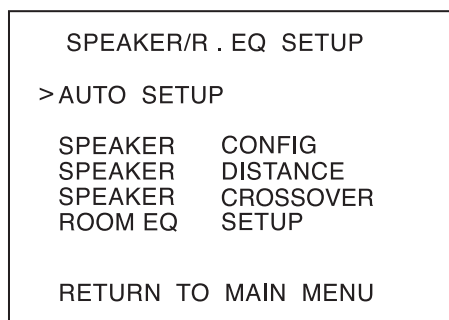 SPEAKER/R . EQ SETUP
> AUTO SETUP
SPEAKER CONFIG
SPEAKER DISTANCE
SPEAKER CROSSOVER
ROOM EQ SETUP
RETURN TO MAIN MENU